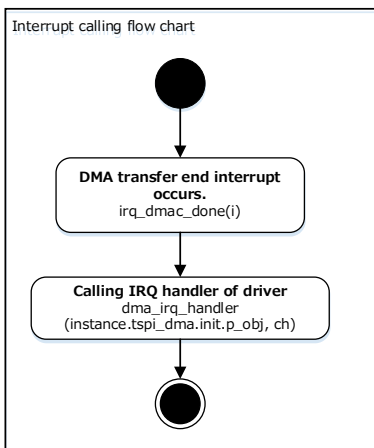 Interrupt calling flow chart
DMA transfer end interrupt
occurs.
irq_dmac_done(i)
Calling IRQ handler of driver
dma_irq_handler
(instance.tspi_dma.init.p_obj, ch)